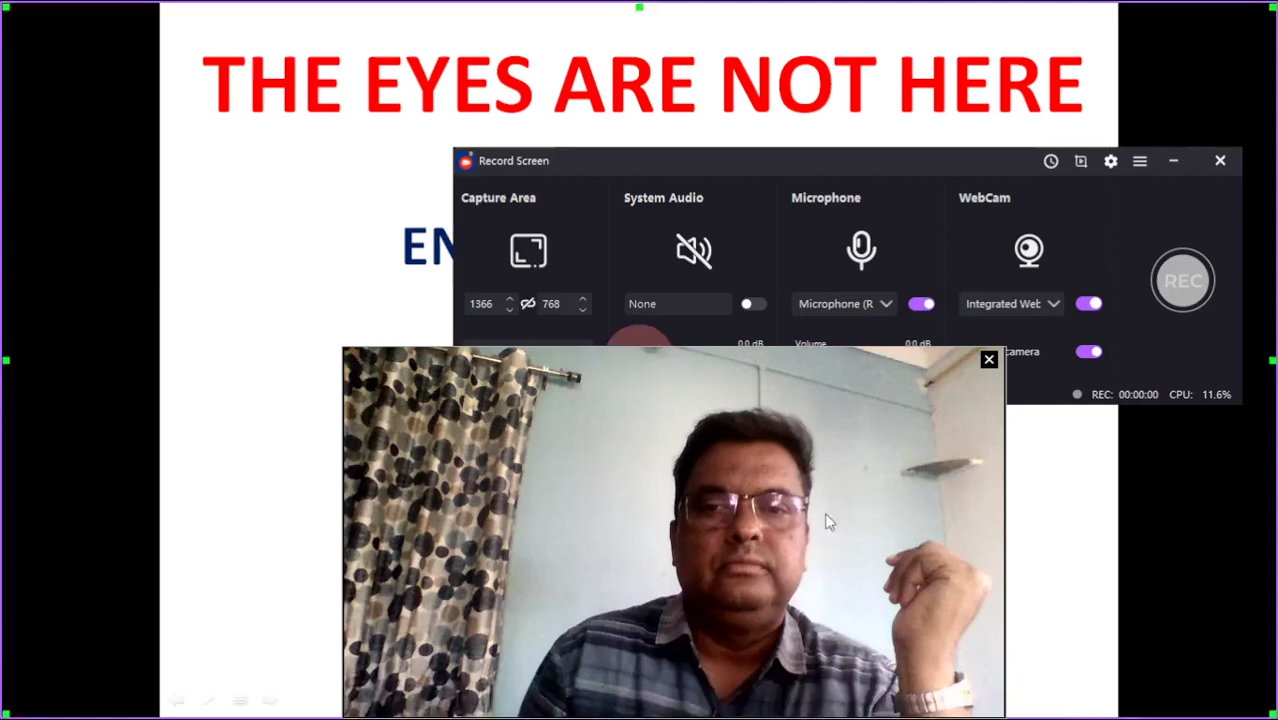 THE EYES ARE NOT HERE
Record Screen
Capture Area
System Audio
Microphone
WebCam
EN
REC
1366
768
None
Microphone (R
Integrated Wet
0.0 dB
Volume
0.0 dB
camera
REC: 00:00:00
CPU: 11.6%